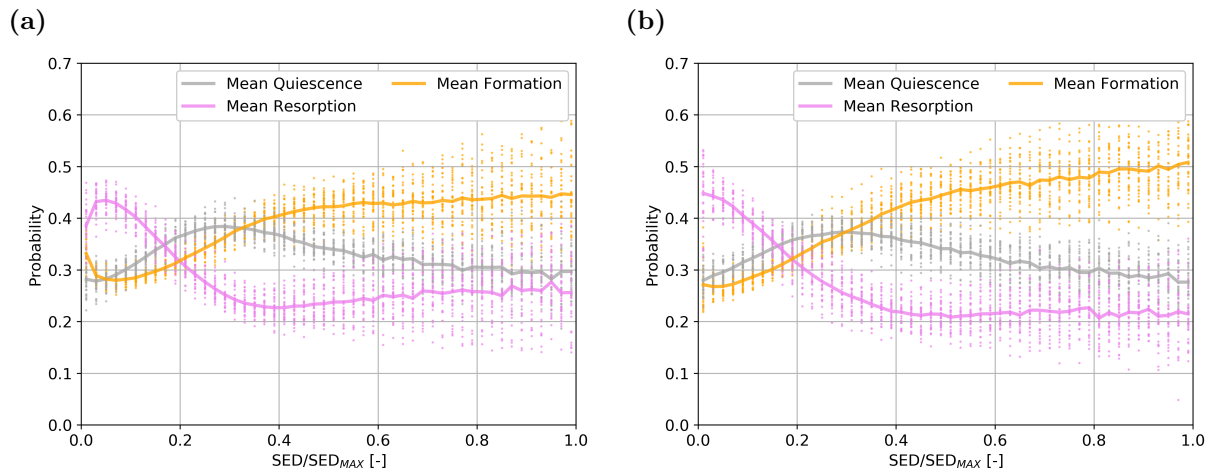 (a)
Mean Quiescence
Mean Resorption
Mean Formation
Probability
0.7
0.6
0.5
0.4
0.3
0.2
0.1
0.0
0.0 0.2 0.4 0.6 0.8 1.0
SED/SED_MAX [-]
(b)
Mean Quiescence
Mean Resorption
Mean Formation
Probability
0.7
0.6
0.5
0.4
0.3
0.2
0.1
0.0
0.0 0.2 0.4 0.6 0.8 1.0
SED/SED_MAX [-]